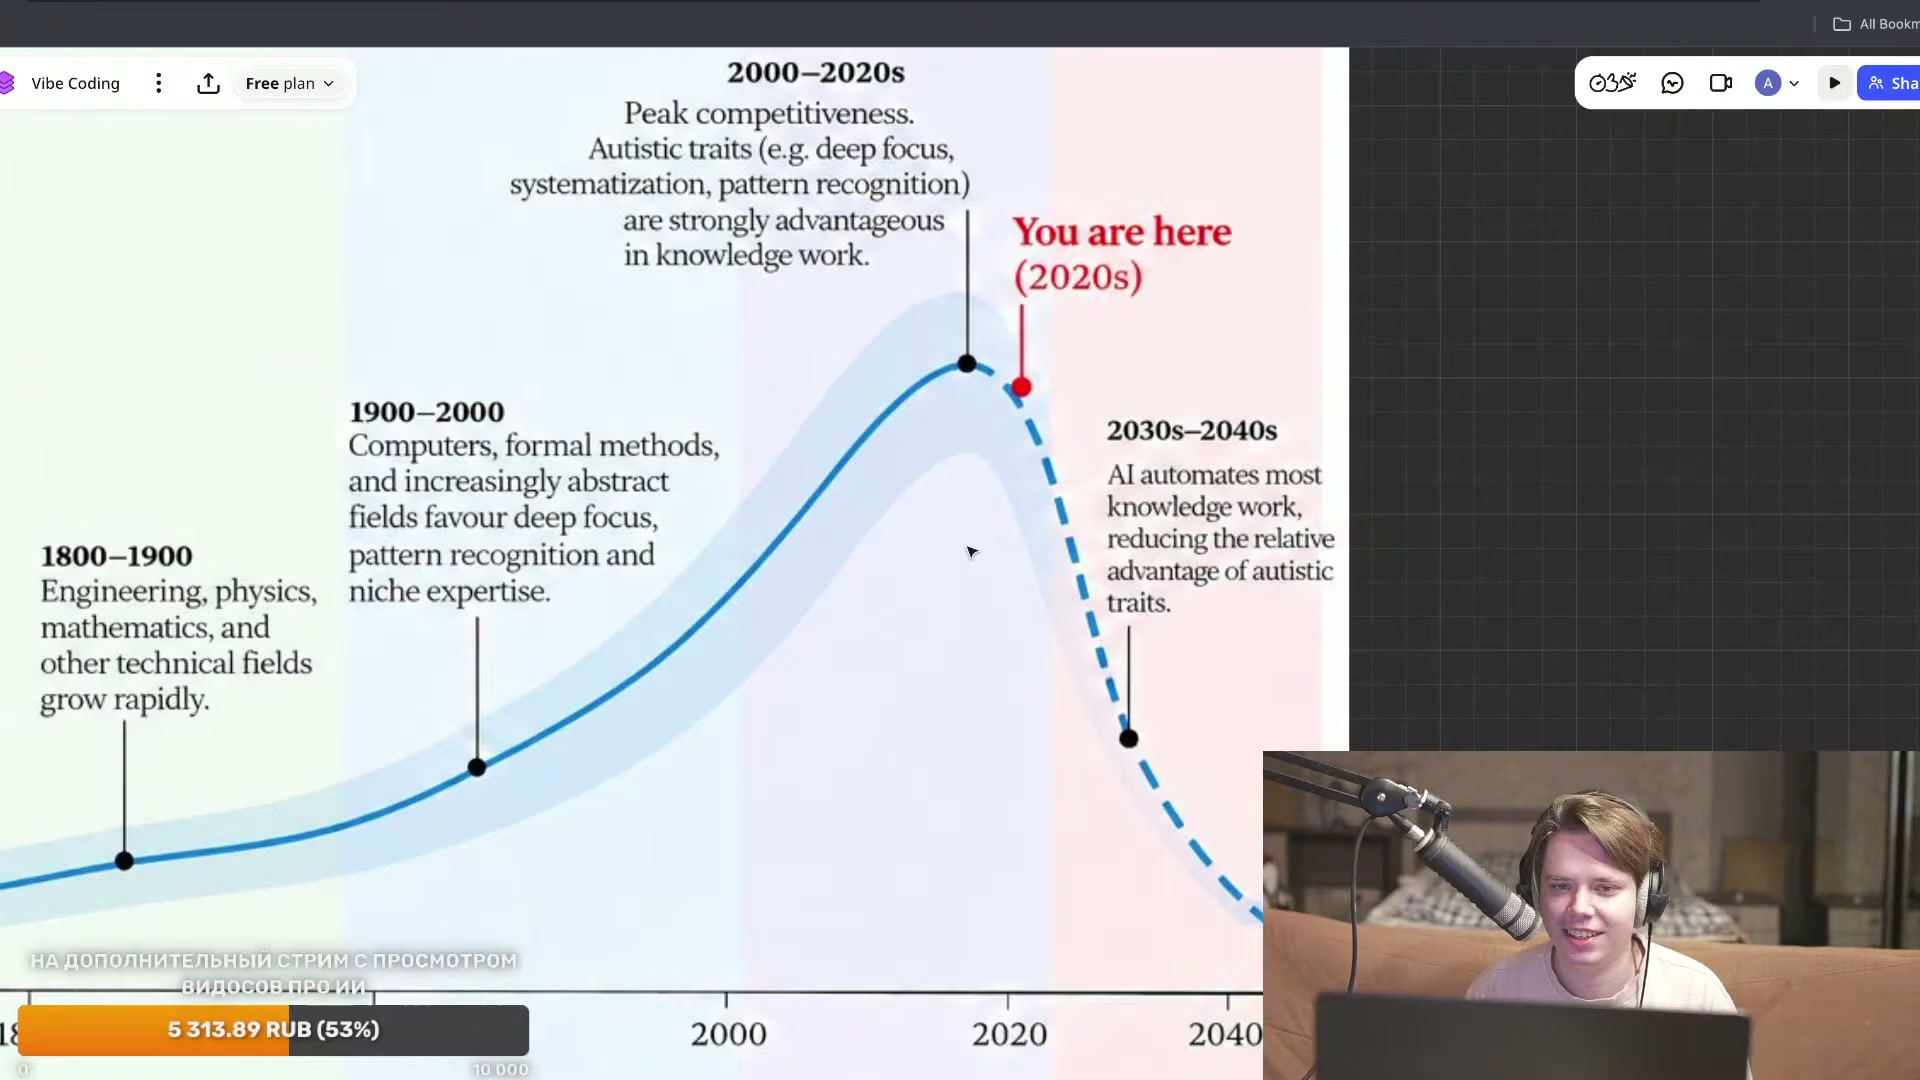 All Bookm
Vibe Coding
Free plan
A
Sha
2000–2020s
Peak competitiveness.
Autistic traits (e.g. deep focus,
systematization, pattern recognition)
are strongly advantageous
in knowledge work.
You are here
(2020s)
1900–2000
Computers, formal methods,
and increasingly abstract
fields favour deep focus,
pattern recognition and
niche expertise.
2030s–2040s
AI automates most
knowledge work,
reducing the relative
advantage of autistic
traits.
1800–1900
Engineering, physics,
mathematics, and
other technical fields
grow rapidly.
НА ДОПОЛНИТЕЛЬНЫЙ СТРИМ С ПРОСМОТРОМ
ВИДОСОВ ПРО ИИ
5 313.89 RUB (53%)
0
10 000
18
2000
2020
2040